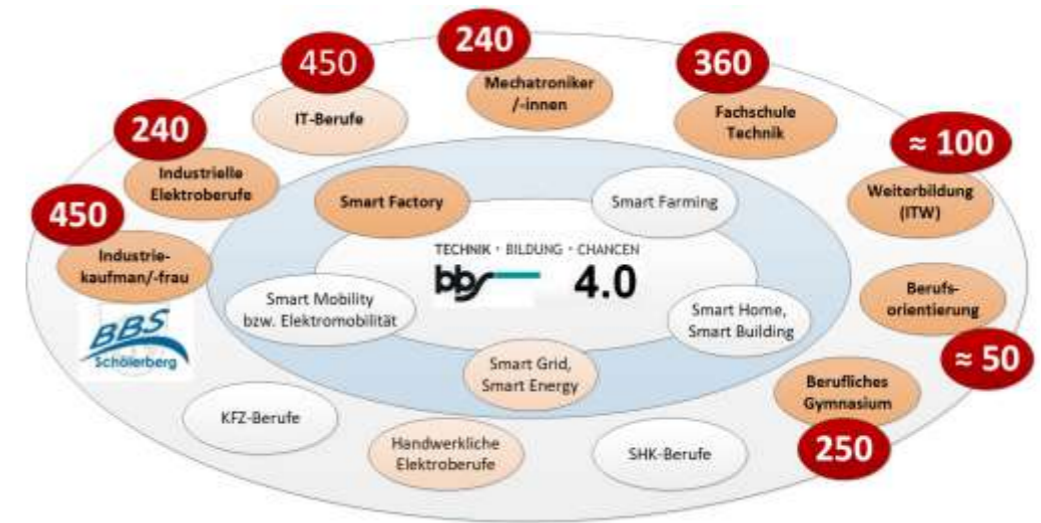 450
IT-Berufe
240
Mechatroniker
/-innen
360
Fachschule
Technik
≈ 100
Weiterbildung
(ITW)
240
Industrielle
Elektroberufe
450
Industrie-
kaufman/-frau
BBS
Schölerberg
Smart Factory
Smart Farming
TECHNIK · BILDUNG · CHANCEN
bbs 4.0
Smart Mobility
bzw. Elektromobilität
Smart Home,
Smart Building
Smart Grid,
Smart Energy
Berufs-
orientierung
≈ 50
Berufliches
Gymnasium
250
KFZ-Berufe
Handwerkliche
Elektroberufe
SHK-Berufe